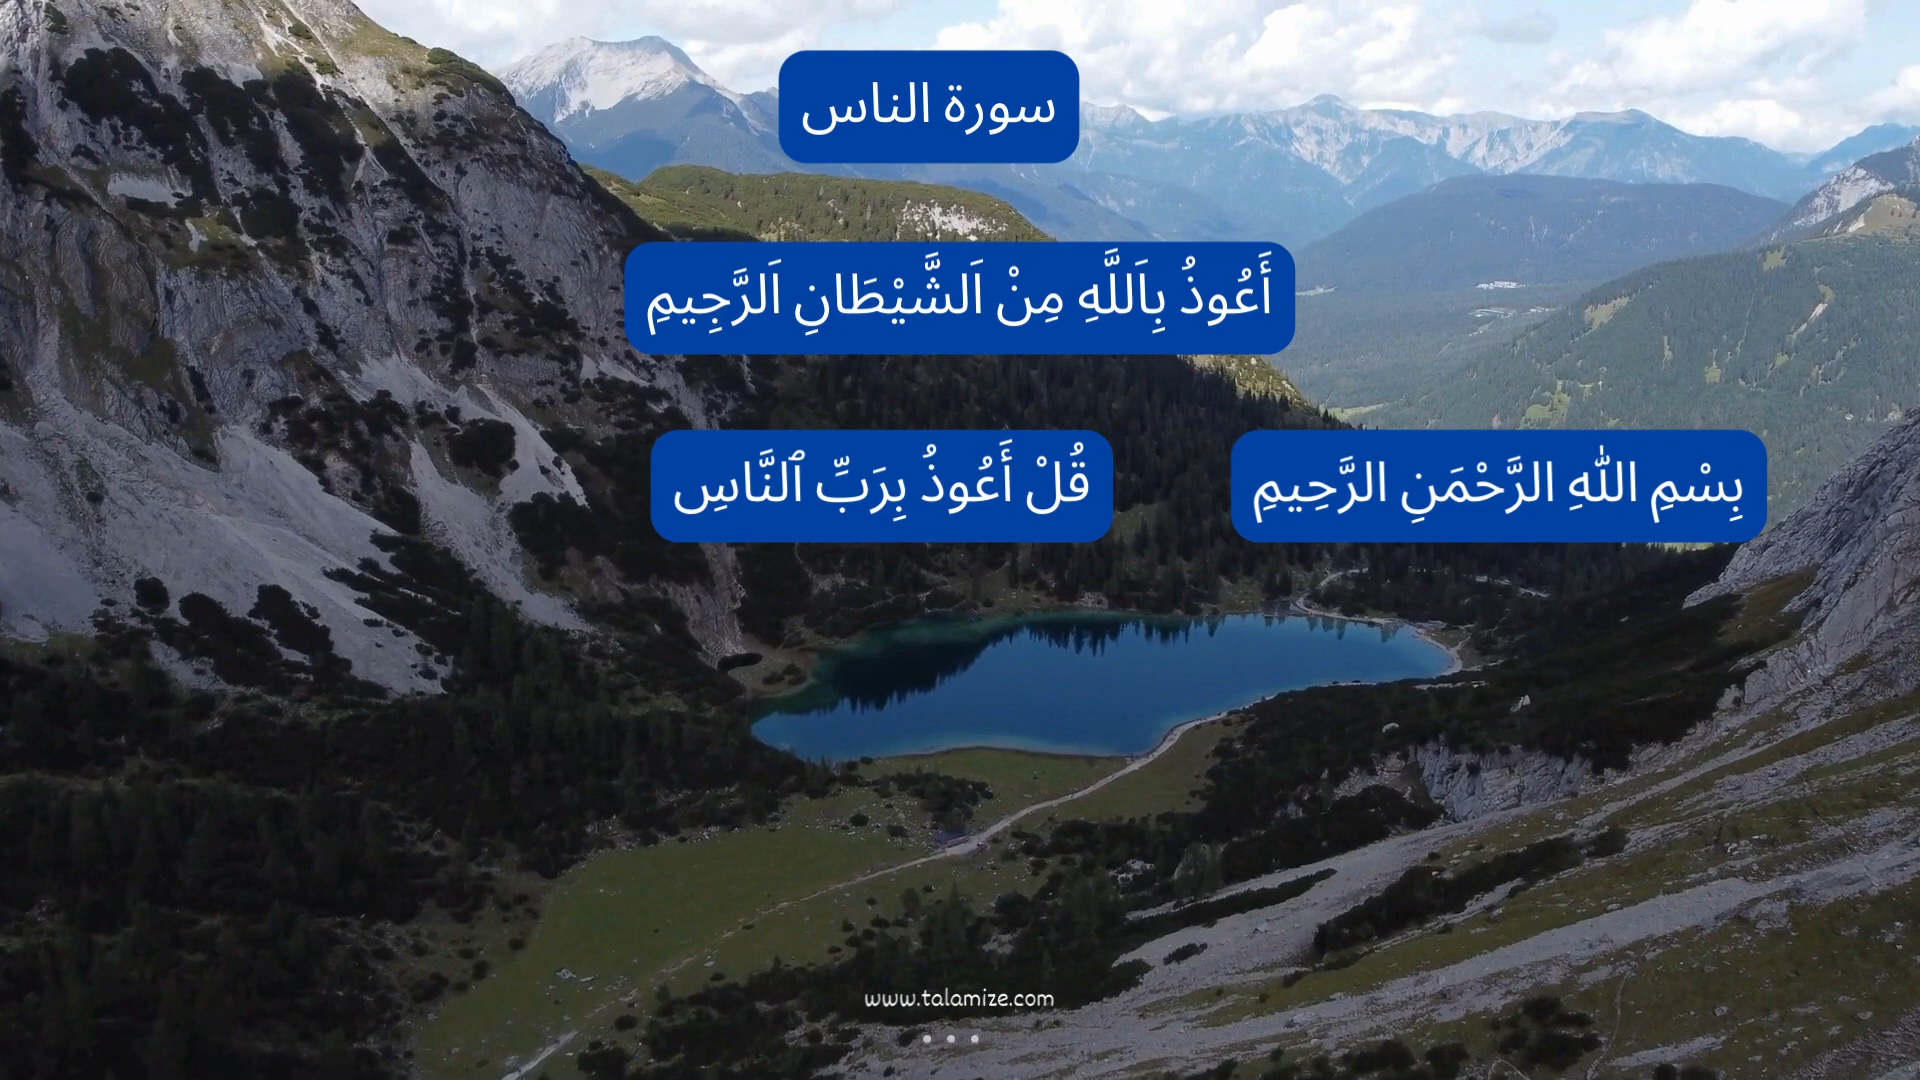 سورة الناس
أَعُوذُ بِاَللَّهِ مِنْ اَلشَّيْطَانِ اَلرَّجِيمِ
بِسْمِ اللهِ الرَّحْمَنِ الرَّحِيمِ
قُلْ أَعُوذُ بِرَبِّ ٱلنَّاسِ
www.talamize.com